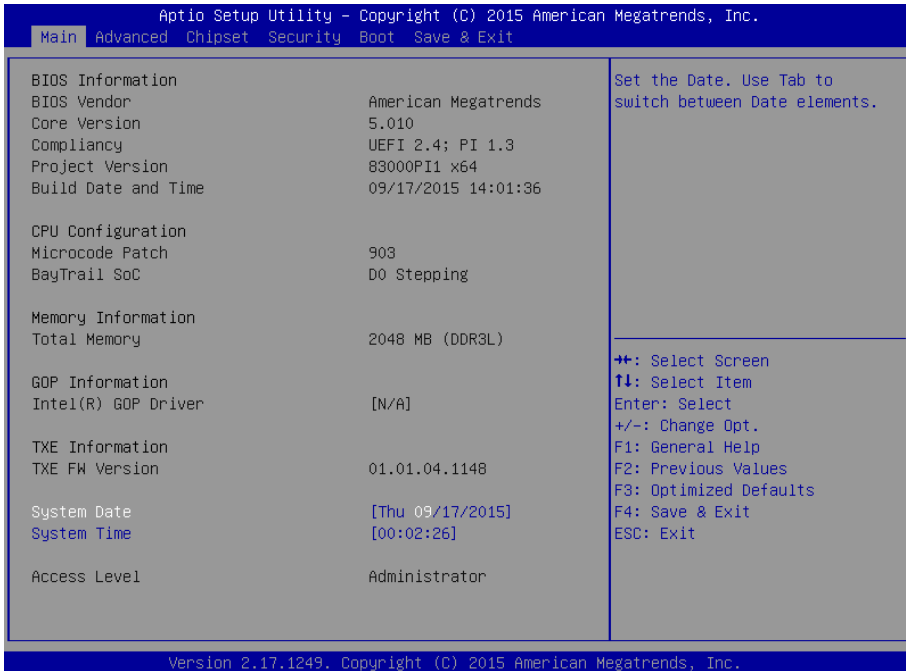 Aptio Setup Utility – Copyright (C) 2015 American Megatrends, Inc.
Main Advanced Chipset Security Boot Save & Exit
BIOS Information
BIOS Vendor American Megatrends
Core Version 5.010
Compliancy UEFI 2.4; PI 1.3
Project Version 83000PI1 x64
Build Date and Time 09/17/2015 14:01:36
CPU Configuration
Microcode Patch 903
BayTrail SoC D0 Stepping
Memory Information
Total Memory 2048 MB (DDR3L)
GOP Information
Intel(R) GOP Driver [N/A]
TXE Information
TXE FW Version 01.01.04.1148
System Date [Thu 09/17/2015]
System Time [00:02:26]
Access Level Administrator
Set the Date. Use Tab to
switch between Date elements.
→←: Select Screen
↑↓: Select Item
Enter: Select
+/-: Change Opt.
F1: General Help
F2: Previous Values
F3: Optimized Defaults
F4: Save & Exit
ESC: Exit
Version 2.17.1249. Copyright (C) 2015 American Megatrends, Inc.